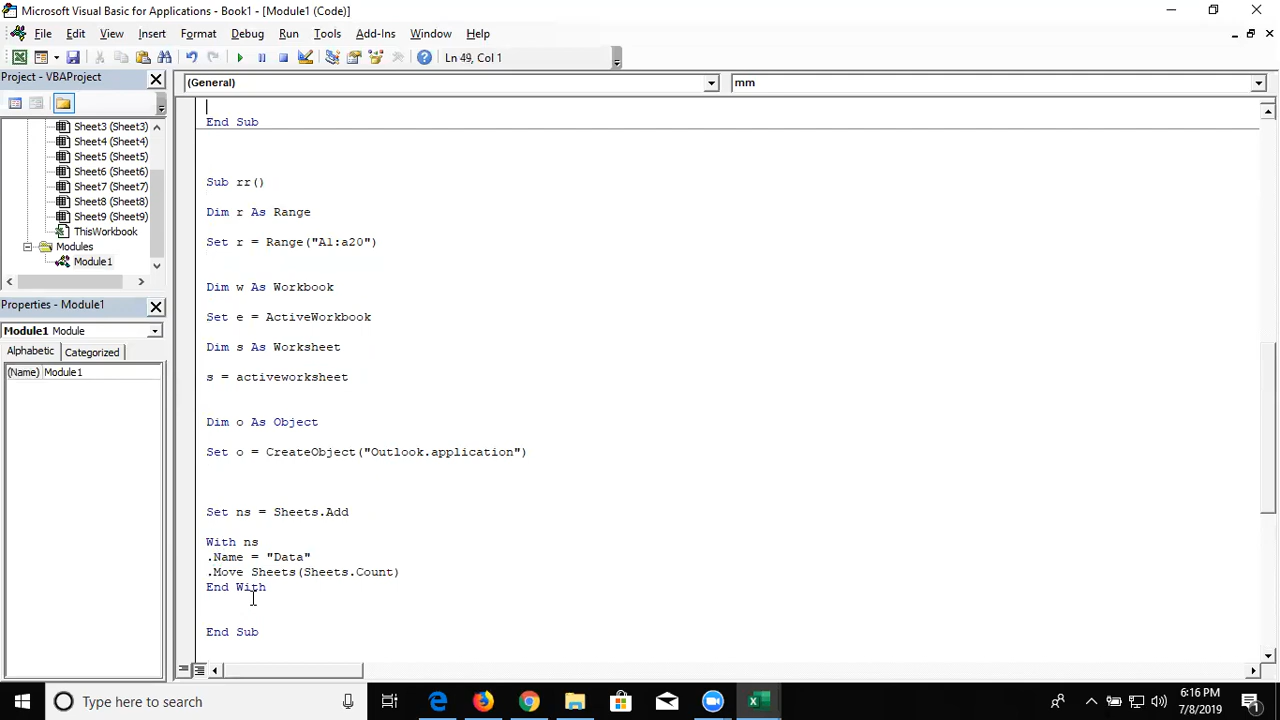 Microsoft Visual Basic for Applications - Book1 - [Module1 (Code)]
File Edit View Insert Format Debug Run Tools Add-Ins Window Help
Ln 49, Col 1
Project - VBAProject
(General)
mm
Sheet3 (Sheet3)
Sheet4 (Sheet4)
Sheet5 (Sheet5)
Sheet6 (Sheet6)
Sheet7 (Sheet7)
Sheet8 (Sheet8)
Sheet9 (Sheet9)
ThisWorkbook
Modules
Module1
Properties - Module1
Module1 Module
Alphabetic Categorized
(Name) Module1
End Sub
Sub rr()
Dim r As Range
Set r = Range("A1:a20")
Dim w As Workbook
Set e = ActiveWorkbook
Dim s As Worksheet
s = activeworksheet
Dim o As Object
Set o = CreateObject("Outlook.application")
Set ns = Sheets.Add
With ns
.Name = "Data"
.Move Sheets(Sheets.Count)
End With
End Sub
Type here to search
6:16 PM
7/8/2019
1